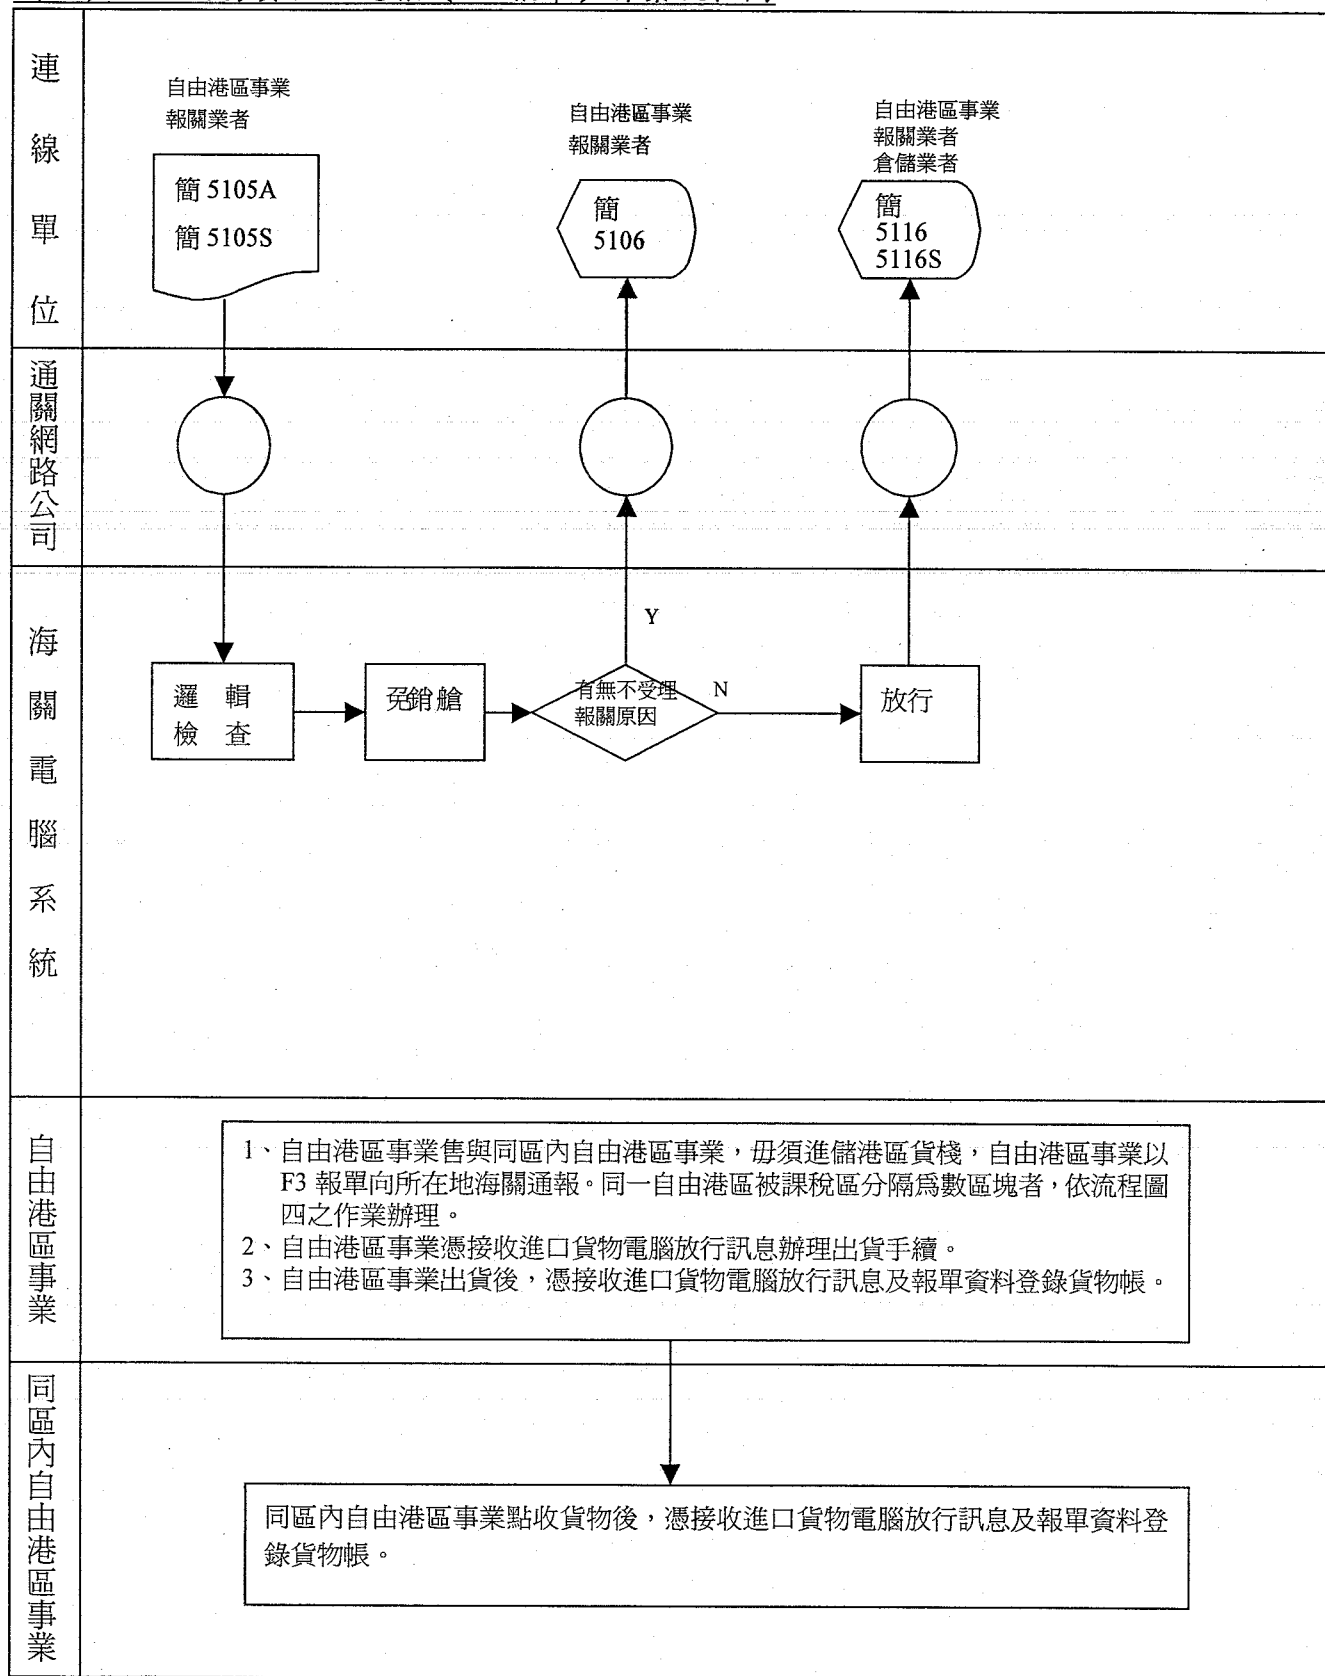 連線單位
自由港區事業
報關業者
簡 5105A
簡 5105S
自由港區事業
報關業者
簡
5106
自由港區事業
報關業者
倉儲業者
簡
5116
5116S
通關網路公司
海關電腦系統
邏輯
檢查
免銷艙
Y
有無不受理
報關原因
N
放行
自由港區事業
1、自由港區事業售與同區內自由港區事業，毋須進儲港區貨棧，自由港區事業以
F3 報單向所在地海關通報。同一自由港區被課稅區分隔為數區塊者，依流程圖
四之作業辦理。
2、自由港區事業憑接收進口貨物電腦放行訊息辦理出貨手續。
3、自由港區事業出貨後，憑接收進口貨物電腦放行訊息及報單資料登錄貨物帳。
同區內自由港區事業
同區內自由港區事業點收貨物後，憑接收進口貨物電腦放行訊息及報單資料登
錄貨物帳。